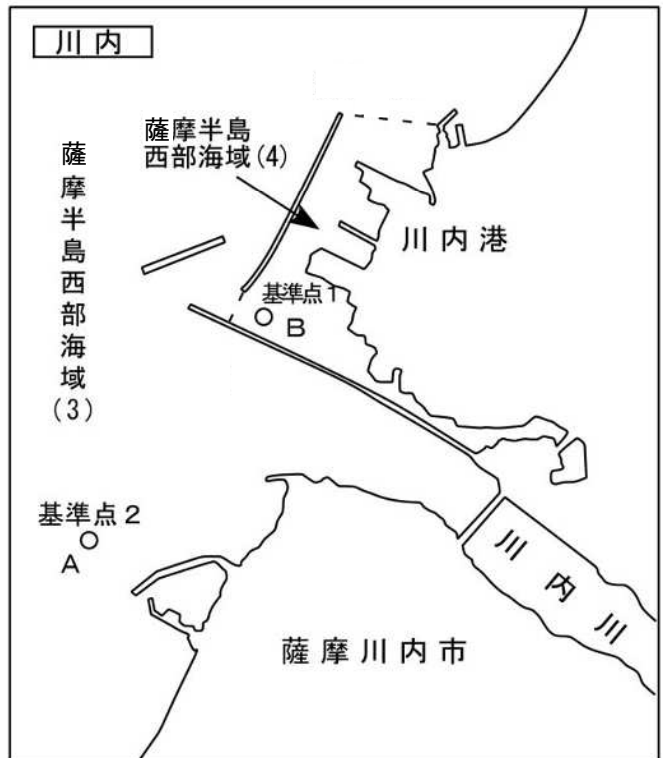 川内
薩摩半島
西部海域(4)
薩摩半島西部海域(3)
川内港
基準点1
B
基準点2
A
川内川
薩摩川内市